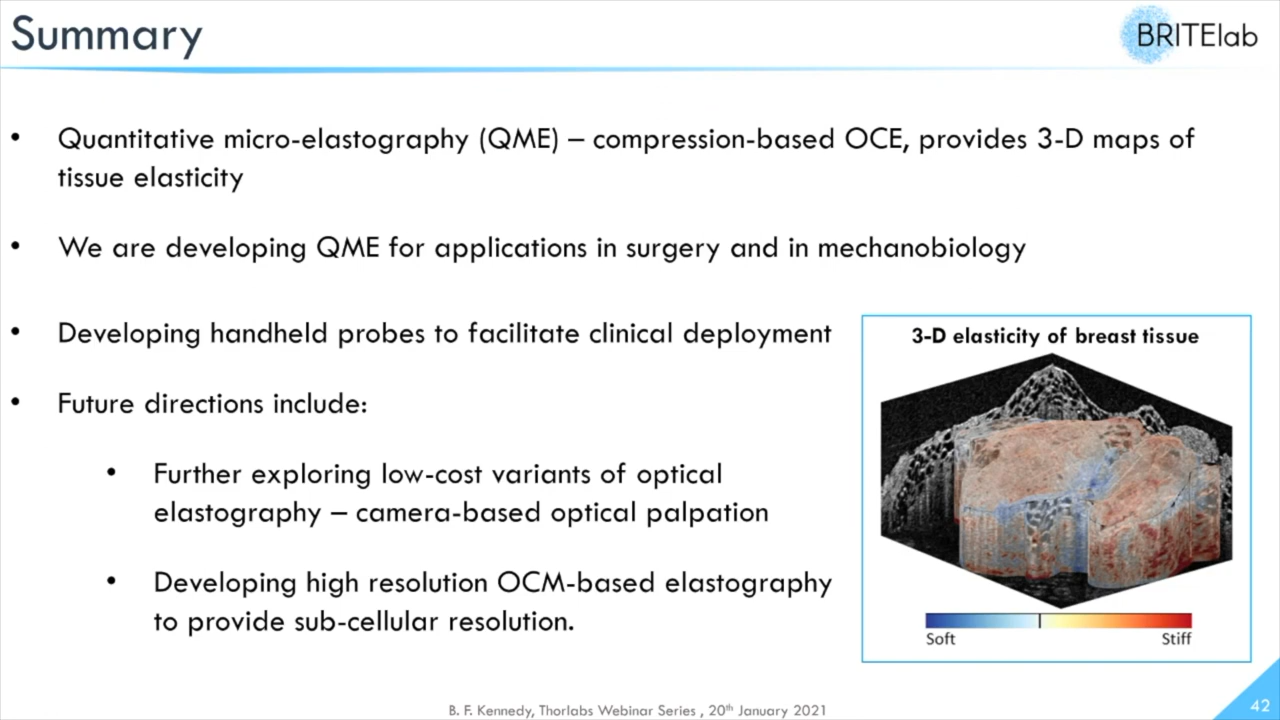 Summary
BRITElab
• Quantitative micro-elastography (QME) – compression-based OCE, provides 3-D maps of
tissue elasticity
• We are developing QME for applications in surgery and in mechanobiology
• Developing handheld probes to facilitate clinical deployment
• Future directions include:
• Further exploring low-cost variants of optical
elastography – camera-based optical palpation
• Developing high resolution OCM-based elastography
to provide sub-cellular resolution.
3-D elasticity of breast tissue
Soft
Stiff
B. F. Kennedy, Thorlabs Webinar Series , 20th January 2021
42